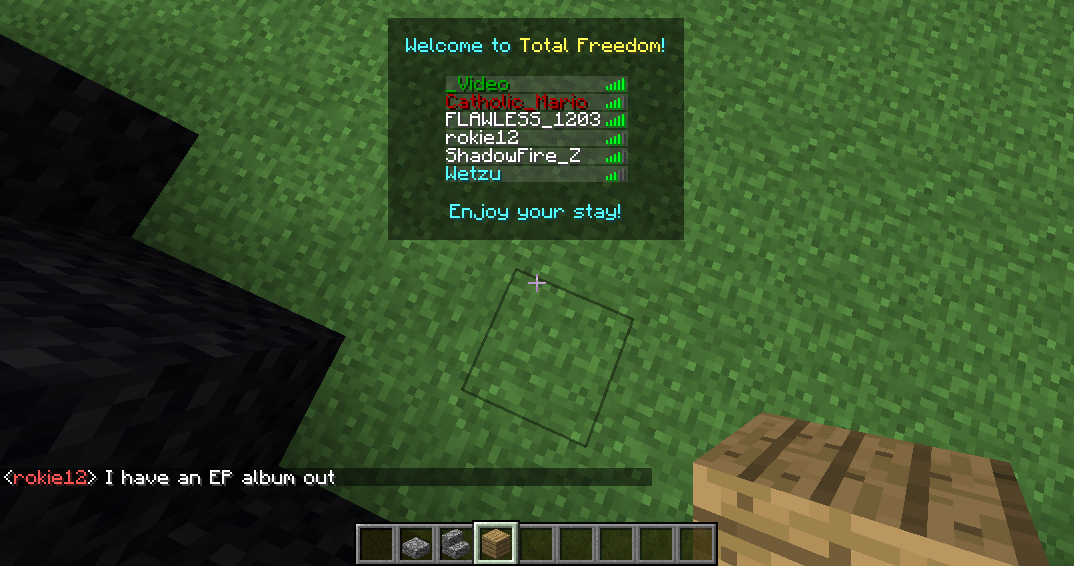 Welcome to Total Freedom!
_Video
Catholic_Mario
FLAWLESS_1203
rokie12
ShadowFire_Z
Wetzu
Enjoy your stay!
<rokie12> I have an EP album out